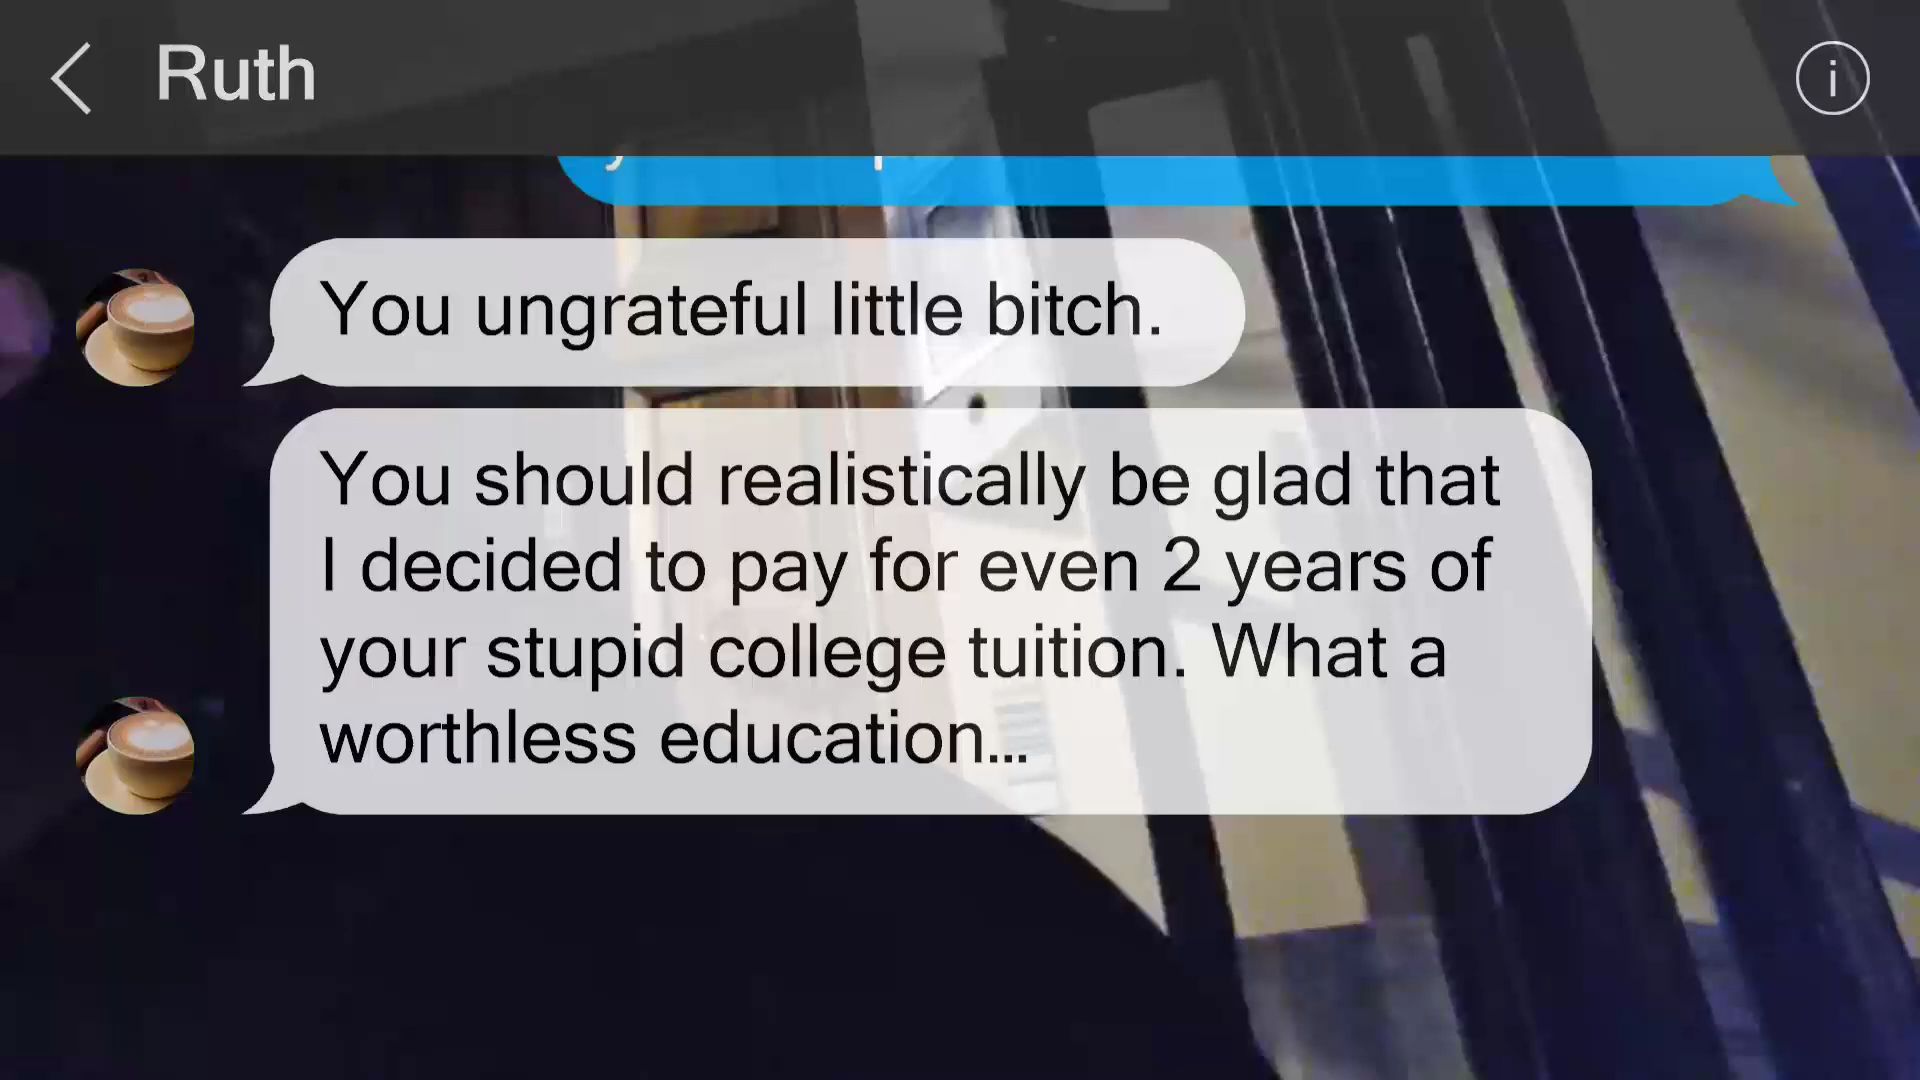 Ruth
You ungrateful little bitch.
You should realistically be glad that
I decided to pay for even 2 years of
your stupid college tuition. What a
worthless education...